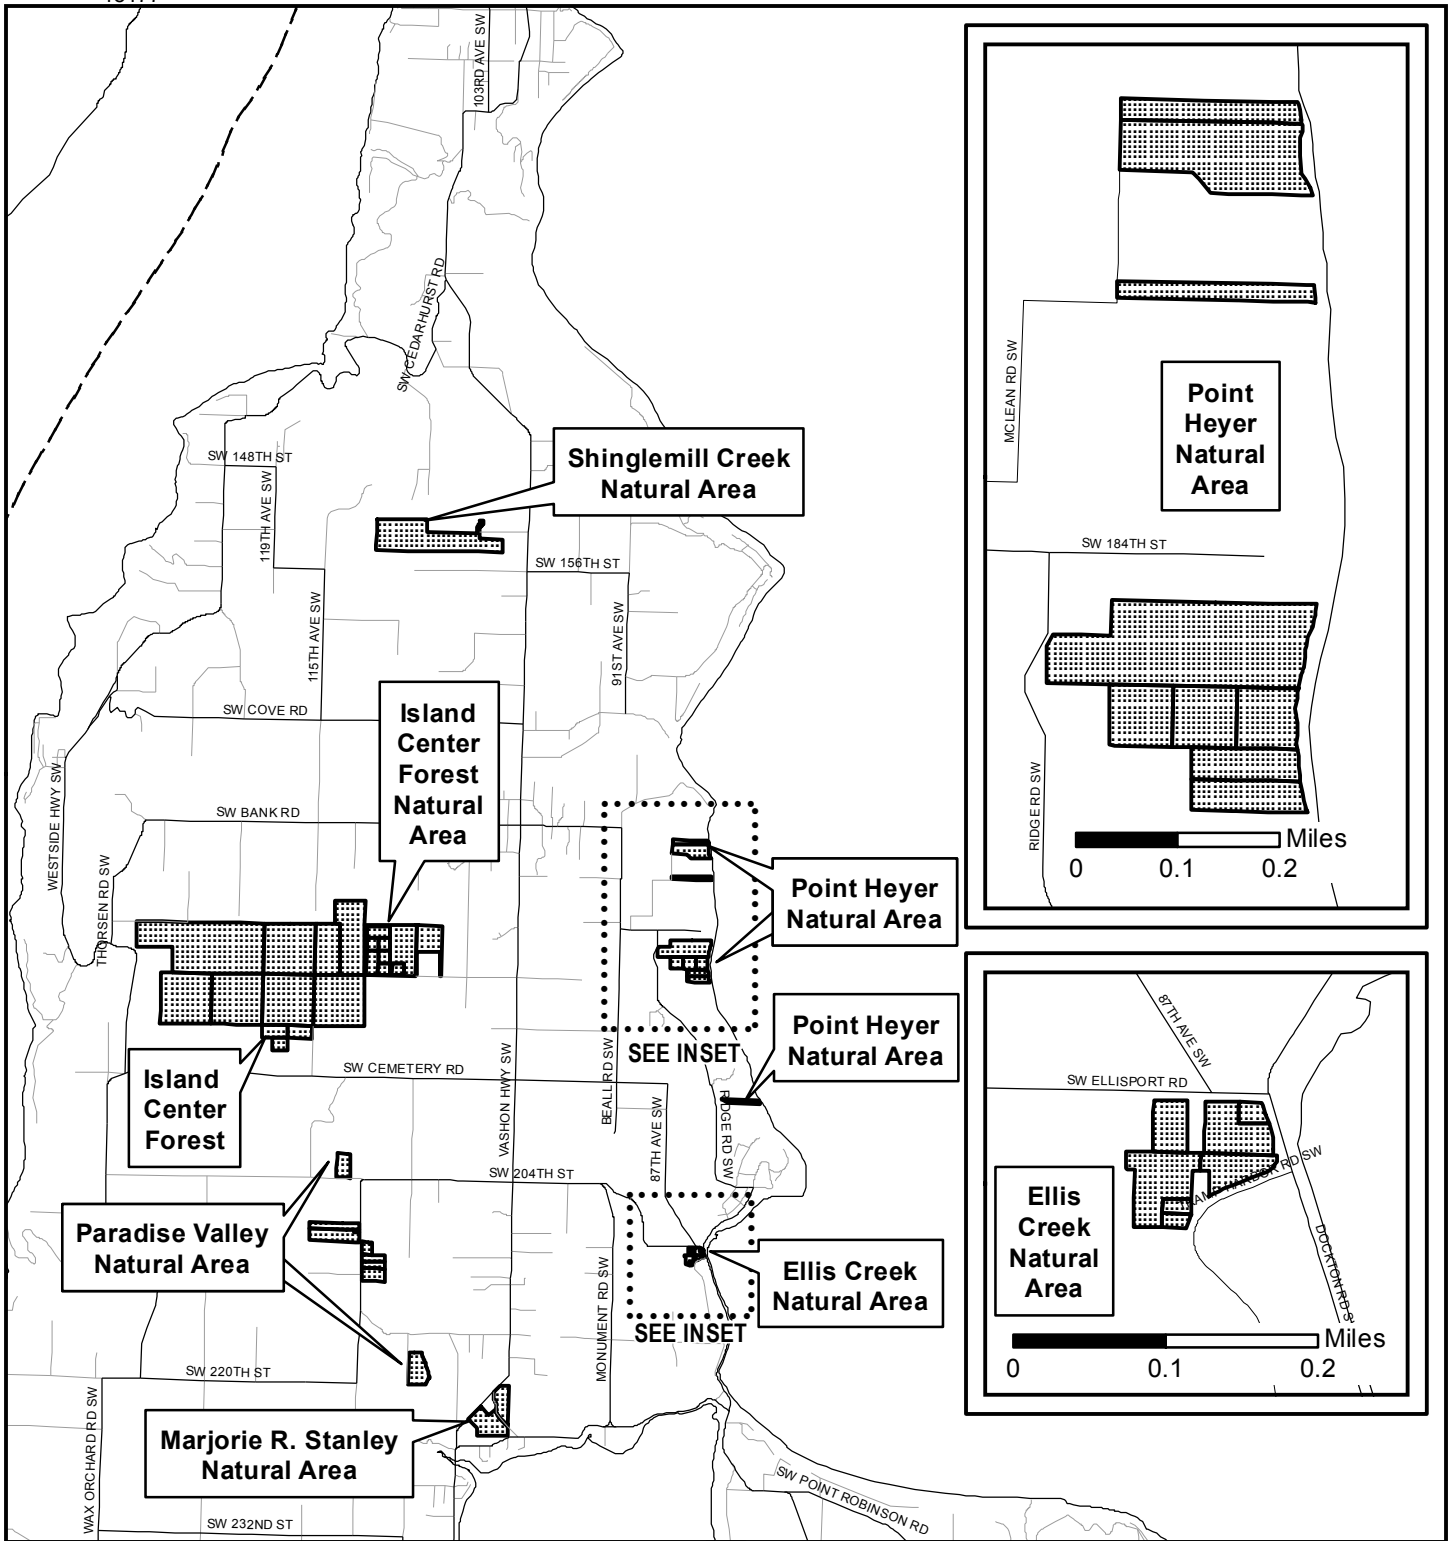 103RD AVE SW
SW CEDARHURST RD
SW 148TH ST
119TH AVE SW
Shinglemill Creek
Natural Area
SW 156TH ST
115TH AVE SW
91ST AVE SW
SW COVE RD
Island
Center
Forest
Natural
Area
WESTSIDE HWY SW
SW BANK RD
THORSEN RD SW
Point Heyer
Natural Area
Point Heyer
Natural Area
SEE INSET
VASHON HWY SW
BEALL RD SW
SW CEMETERY RD
Island
Center
Forest
87TH AVE SW
RIDGE RD SW
SW 204TH ST
Paradise Valley
Natural Area
MONUMENT RD SW
Ellis Creek
Natural Area
SEE INSET
SW 220TH ST
WAX ORCHARD RD SW
Marjorie R. Stanley
Natural Area
SW POINT ROBINSON RD
SW 232ND ST
MCLEAN RD SW
Point
Heyer
Natural
Area
SW 184TH ST
RIDGE RD SW
Miles
0 0.1 0.2
87TH AVE SW
SW ELLISPORT RD
HARBOR RD SW
Ellis
Creek
Natural
Area
DOCKTON RD S
Miles
0 0.1 0.2